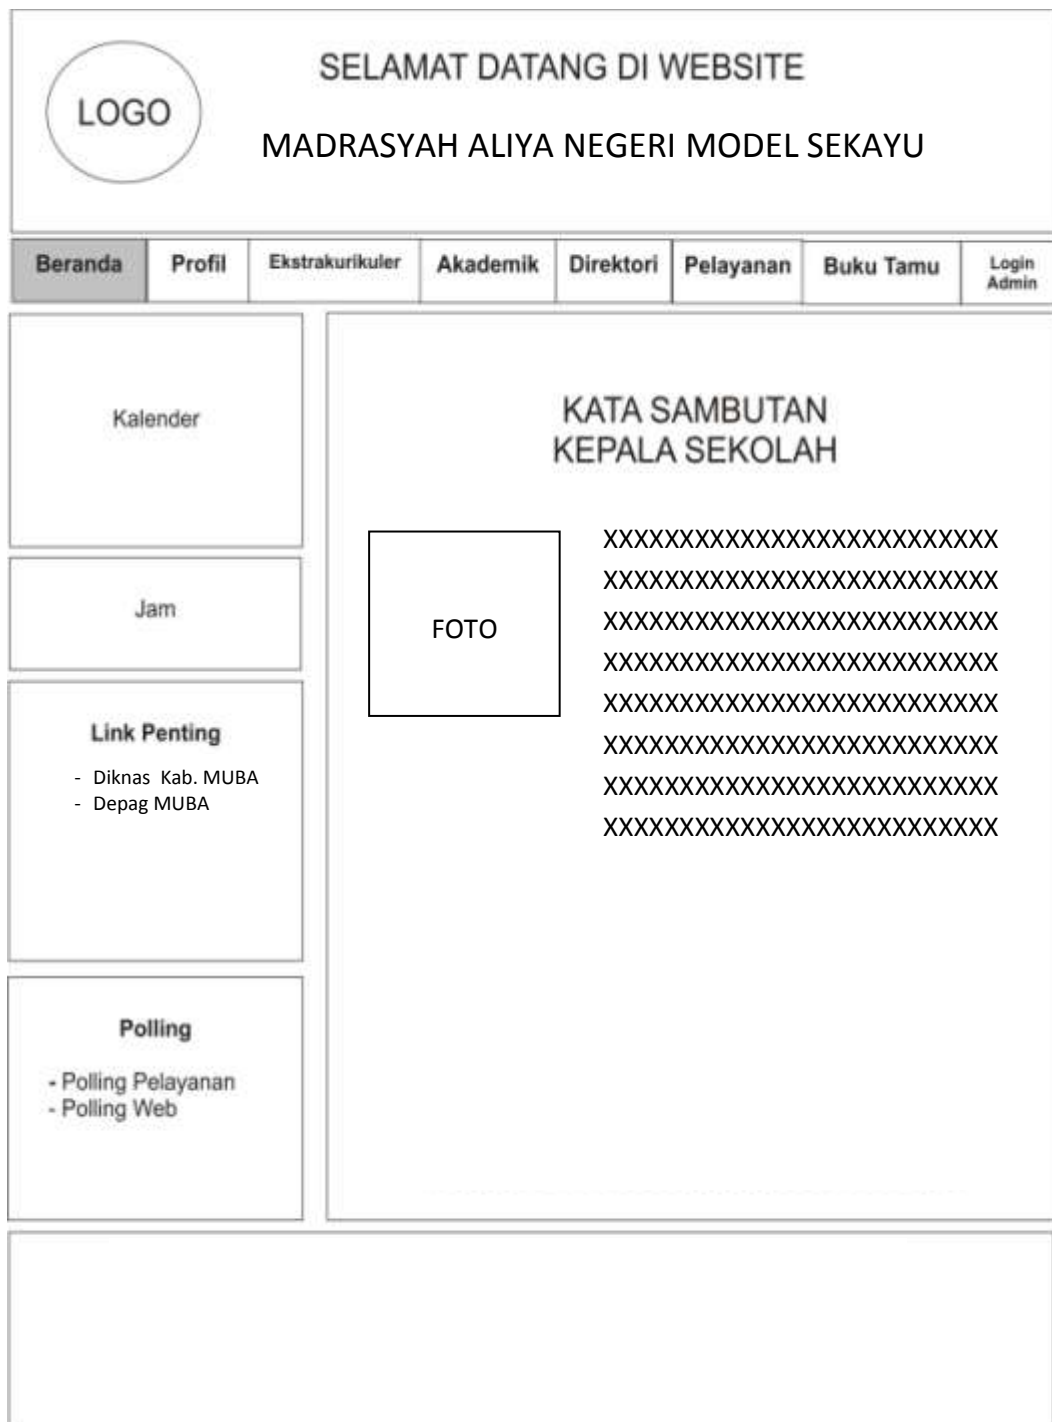 LOGO
SELAMAT DATANG DI WEBSITE
MADRASYAH ALIYA NEGERI MODEL SEKAYU
Beranda
Profil
Ekstrakurikuler
Akademik
Direktori
Pelayanan
Buku Tamu
Login
Admin
Kalender
Jam
Link Penting
- Diknas Kab. MUBA
- Depag MUBA
Polling
- Polling Pelayanan
- Polling Web
KATA SAMBUTAN
KEPALA SEKOLAH
FOTO
XXXXXXXXXXXXXXXXXXXXXXXXXX
XXXXXXXXXXXXXXXXXXXXXXXXXX
XXXXXXXXXXXXXXXXXXXXXXXXXX
XXXXXXXXXXXXXXXXXXXXXXXXXX
XXXXXXXXXXXXXXXXXXXXXXXXXX
XXXXXXXXXXXXXXXXXXXXXXXXXX
XXXXXXXXXXXXXXXXXXXXXXXXXX
XXXXXXXXXXXXXXXXXXXXXXXXXX